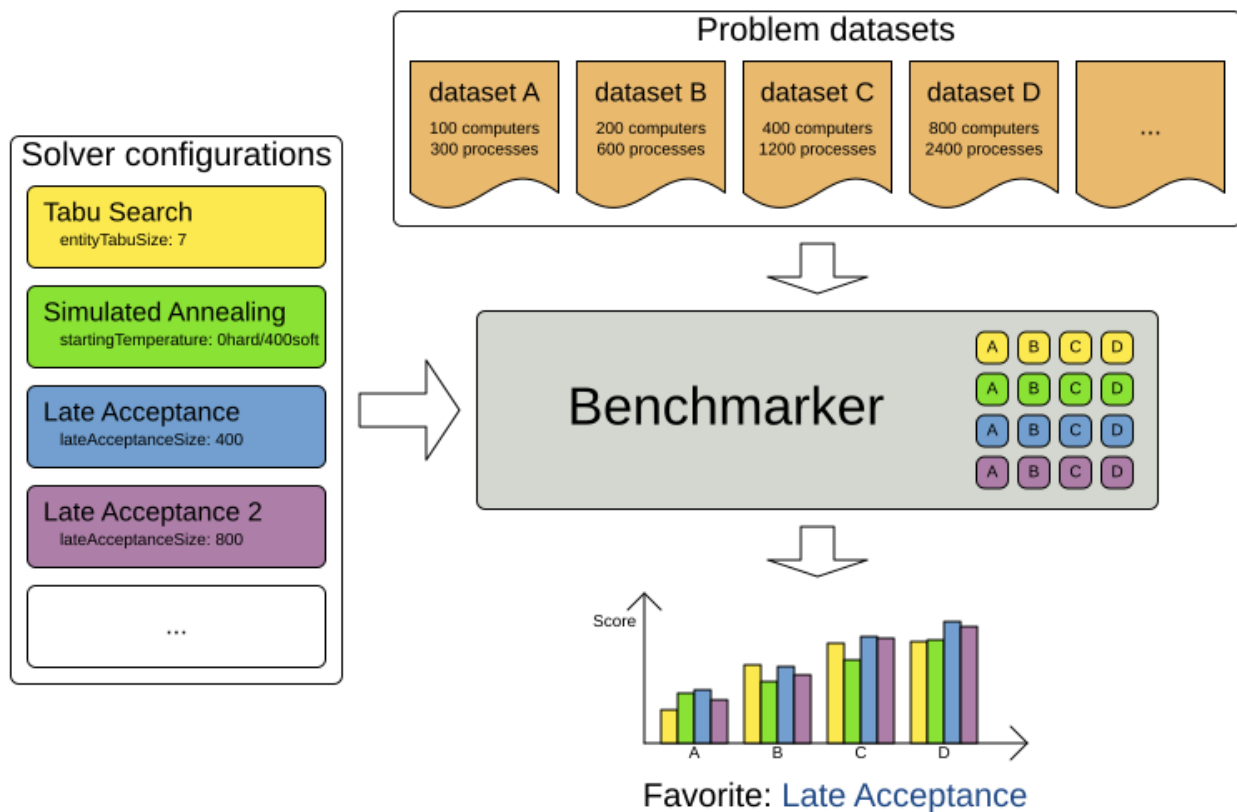 Problem datasets
dataset A
100 computers
300 processes
dataset B
200 computers
600 processes
dataset C
400 computers
1200 processes
dataset D
800 computers
2400 processes
...
Solver configurations
Tabu Search
entityTabuSize: 7
Simulated Annealing
startingTemperature: 0hard/400soft
Late Acceptance
lateAcceptanceSize: 400
Late Acceptance 2
lateAcceptanceSize: 800
...
Benchmarker
A B C D
A B C D
A B C D
A B C D
Score
A B C D
Favorite: Late Acceptance